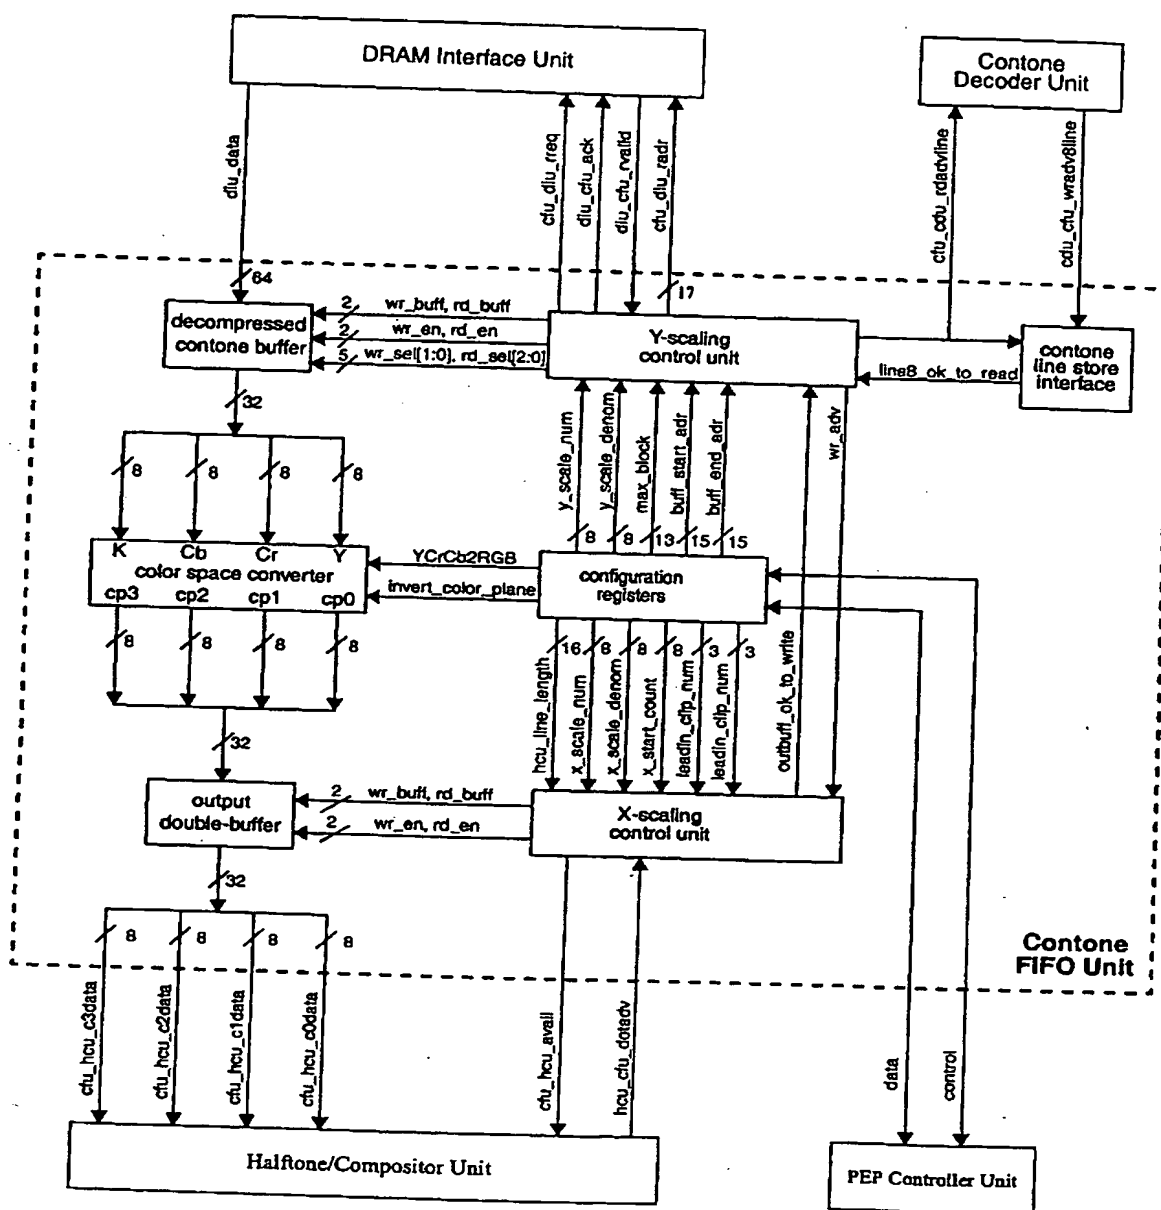 DRAM Interface Unit
Contone
Decoder Unit
diu_data
cfu_diu_rreq
diu_cfu_ack
diu_cfu_rvalid
cfu_diu_radr
cfu_cdu_rdadvline
cdu_cfu_wradv8line
64
17
decompressed
contone buffer
2
wr_buff, rd_buff
2
wr_en, rd_en
5
wr_sel[1:0], rd_sel[2:0]
Y-scaling
control unit
line8_ok_to_read
contone
line store
interface
32
8
8
8
8
y_scale_num
y_scale_denom
max_block
buff_start_adr
buff_end_adr
wr_adv
8
8
13
15
15
K
Cb
Cr
Y
color space converter
cp3
cp2
cp1
cp0
YCrCb2RGB
invert_color_plane
configuration
registers
8
8
8
8
16
8
8
8
3
3
hcu_line_length
x_scale_num
x_scale_denom
x_start_count
leadin_clip_num
leadin_clip_num
outbuff_ok_to_write
32
output
double-buffer
2
wr_buff, rd_buff
2
wr_en, rd_en
X-scaling
control unit
32
8
8
8
8
Contone
FIFO Unit
cfu_hcu_c3data
cfu_hcu_c2data
cfu_hcu_c1data
cfu_hcu_c0data
cfu_hcu_avail
hcu_cfu_dotadv
data
control
Halftone/Compositor Unit
PEP Controller Unit